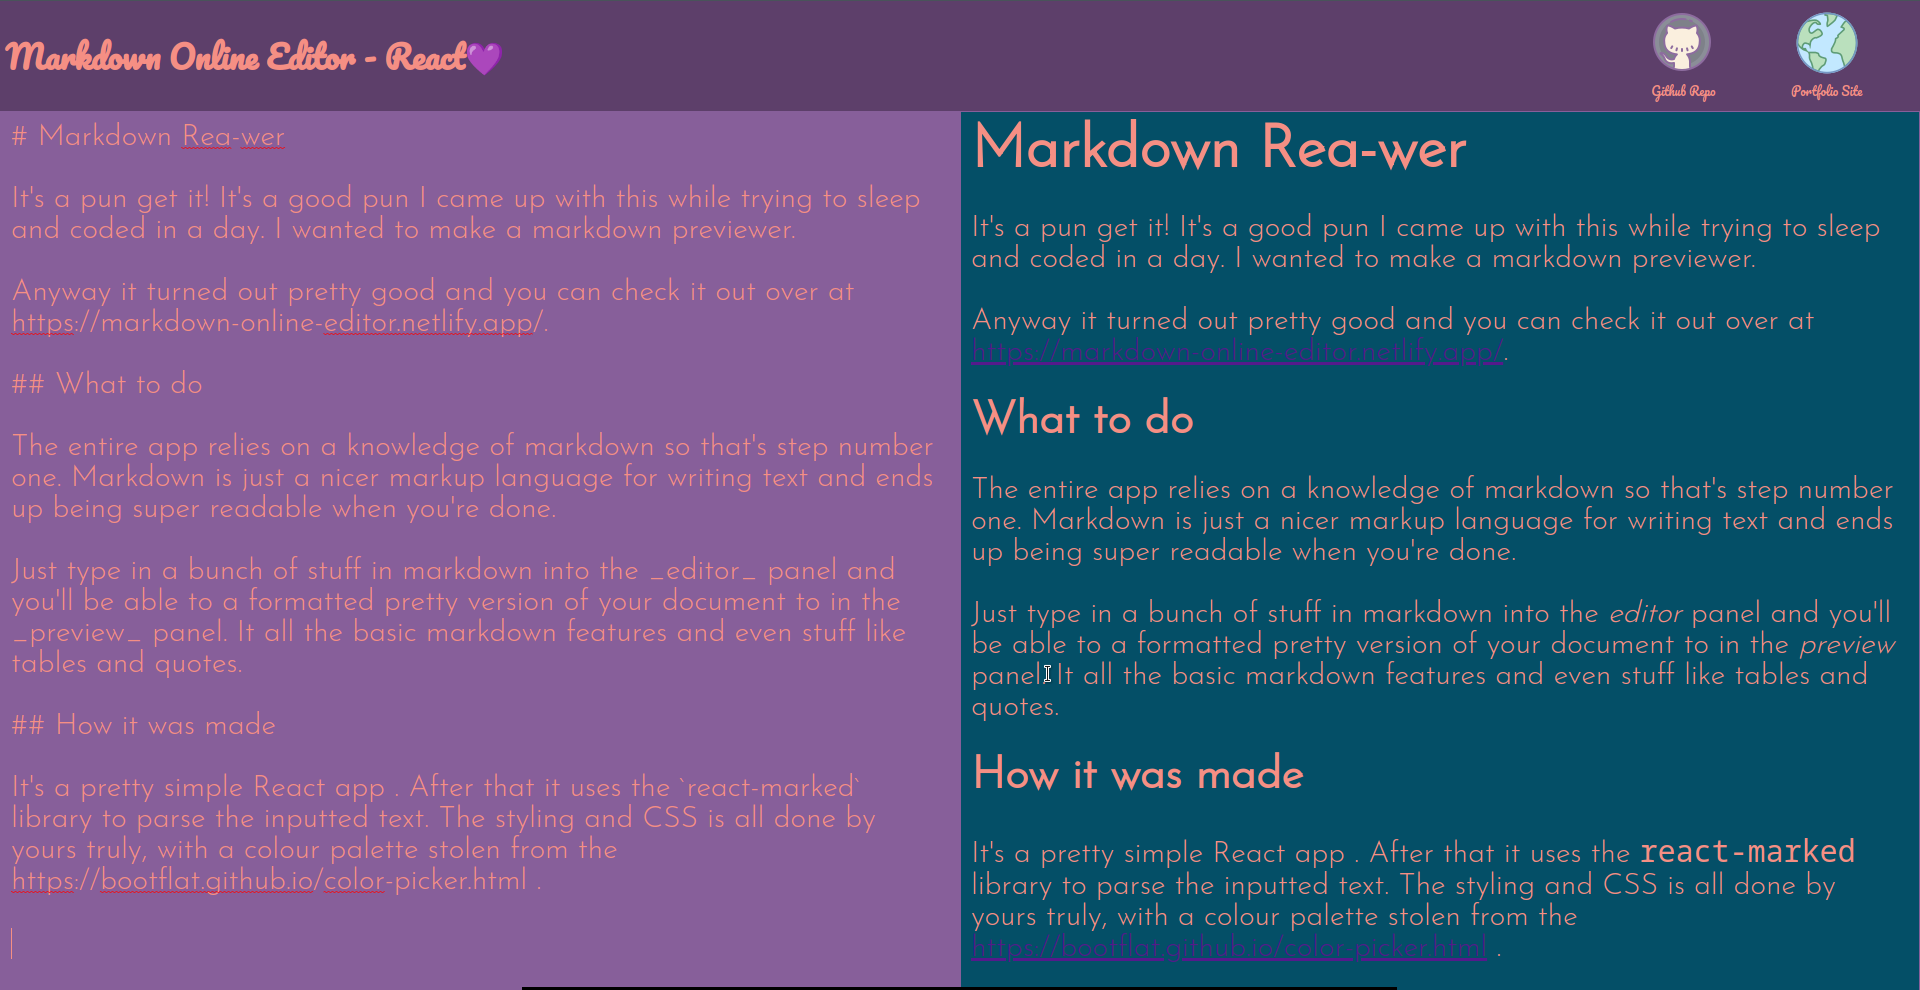 Markdown Online Editor - React💜
Github Repo
Portfolio Site
# Markdown Rea-wer
It's a pun get it! It's a good pun I came up with this while trying to sleep
and coded in a day. I wanted to make a markdown previewer.
Anyway it turned out pretty good and you can check it out over at
https://markdown-online-editor.netlify.app/.
## What to do
The entire app relies on a knowledge of markdown so that's step number
one. Markdown is just a nicer markup language for writing text and ends
up being super readable when you're done.
Just type in a bunch of stuff in markdown into the _editor_ panel and
you'll be able to a formatted pretty version of your document to in the
_preview_ panel. It all the basic markdown features and even stuff like
tables and quotes.
## How it was made
It's a pretty simple React app . After that it uses the `react-marked`
library to parse the inputted text. The styling and CSS is all done by
yours truly, with a colour palette stolen from the
https://bootflat.github.io/color-picker.html .
Markdown Rea-wer
It's a pun get it! It's a good pun I came up with this while trying to sleep
and coded in a day. I wanted to make a markdown previewer.
Anyway it turned out pretty good and you can check it out over at
https://markdown-online-editor.netlify.app/.
What to do
The entire app relies on a knowledge of markdown so that's step number
one. Markdown is just a nicer markup language for writing text and ends
up being super readable when you're done.
Just type in a bunch of stuff in markdown into the editor panel and you'll
be able to a formatted pretty version of your document to in the preview
panel. It all the basic markdown features and even stuff like tables and
quotes.
How it was made
It's a pretty simple React app . After that it uses the react-marked
library to parse the inputted text. The styling and CSS is all done by
yours truly, with a colour palette stolen from the
https://bootflat.github.io/color-picker.html .